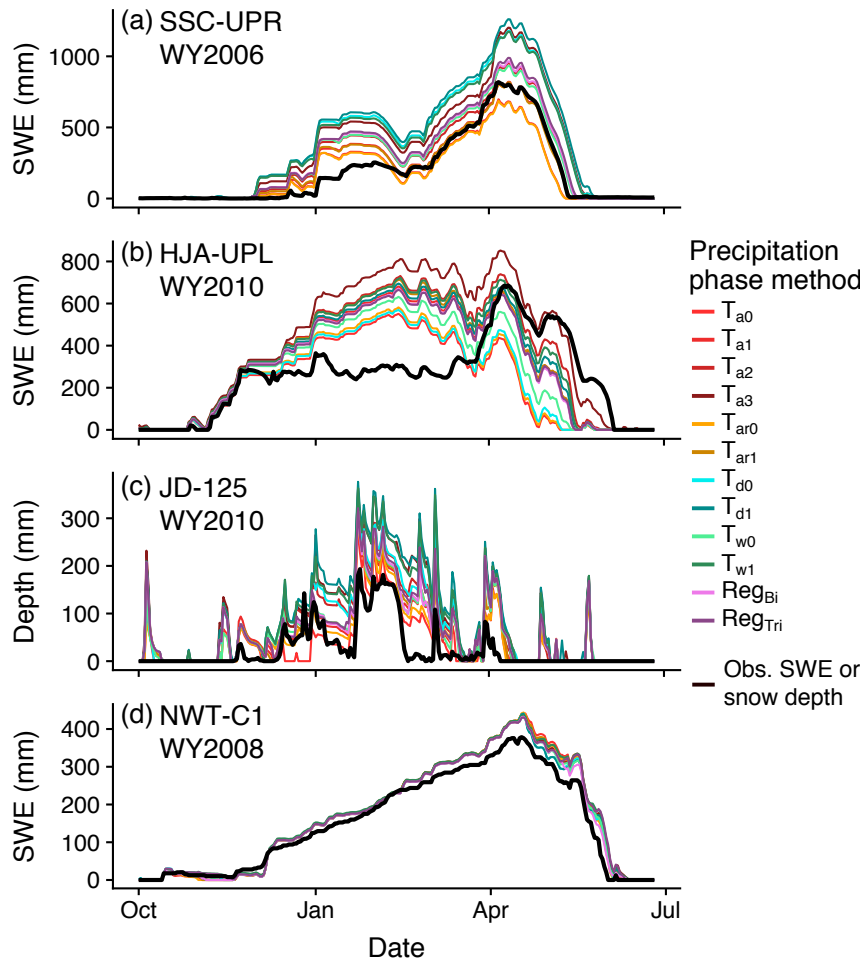 (a) SSC-UPR
WY2006
SWE (mm)
1000
500
0
(b) HJA-UPL
WY2010
SWE (mm)
800
600
400
200
0
(c) JD-125
WY2010
Depth (mm)
300
200
100
0
(d) NWT-C1
WY2008
SWE (mm)
400
300
200
100
0
Oct
Jan
Apr
Jul
Date
Precipitation
phase method
Ta0
Ta1
Ta2
Ta3
Tar0
Tar1
Td0
Td1
Tw0
Tw1
RegBi
RegTri
Obs. SWE or
snow depth